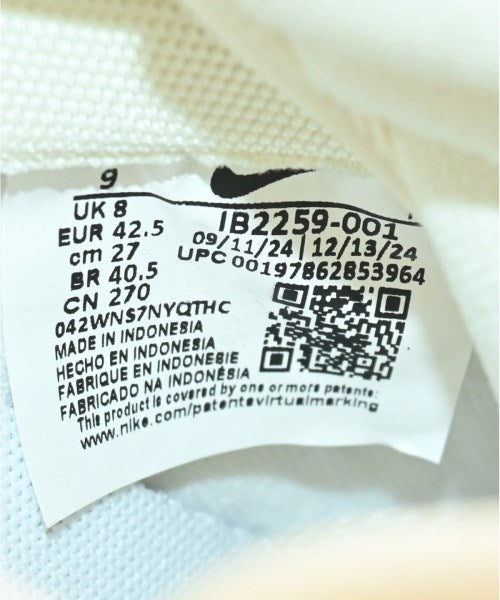 9
UK 8
EUR 42.5
cm 27
BR 40.5
CN 270
IB2259-001
09/11/24 | 12/13/24
UPC 00197862853964
042WNS7NYQTHC
MADE IN INDONESIA
HECHO EN INDONESIA
FABRIQUE EN INDONESIE
FABRICADO NA INDONÉSIA
This product is covered by one or more patents:
www.nike.com/patentsvirtualmarking